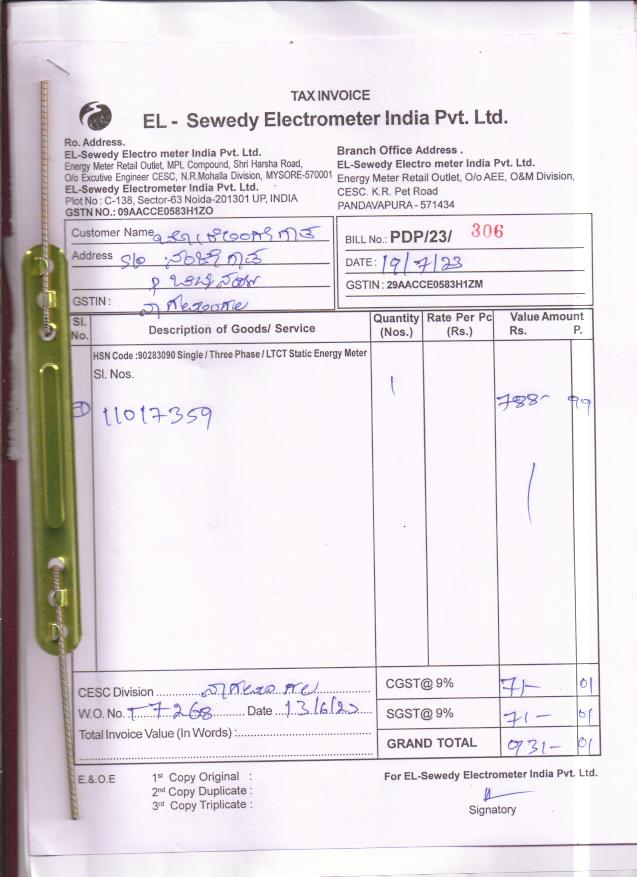 TAX INVOICE
EL - Sewedy Electrometer India Pvt. Ltd.
Ro. Address.
EL-Sewedy Electro meter India Pvt. Ltd.
Energy Meter Retail Outlet, MPL Compound, Shri Harsha Road,
O/o Excutive Engineer CESC, N.R.Mohalla Division, MYSORE-570001
EL-Sewedy Electrometer India Pvt. Ltd.
Plot No : C-138, Sector-63 Noida-201301 UP, INDIA
GSTN NO.: 09AACCE0583H1ZO
Branch Office Address .
EL-Sewedy Electro meter India Pvt. Ltd.
Energy Meter Retail Outlet, O/o AEE, O&M Division,
CESC. K.R. Pet Road
PANDAVAPURA - 571434
Customer Name
Address S/o
GSTIN :
BILL No.: PDP/23/ 306
DATE : 19/7/23
GSTIN : 29AACCE0583H1ZM
Sl. No. Description of Goods/ Service Quantity (Nos.) Rate Per Pc (Rs.) Value Amount Rs. P.
HSN Code :90283090 Single / Three Phase / LTCT Static Energy Meter
Sl. Nos. 1
11017359 788- 99
CESC Division
W.O. No. T 7268 Date 13/6/23
Total Invoice Value (In Words) :
CGST@ 9% 71- 01
SGST@ 9% 71- 01
GRAND TOTAL 931- 01
E.& O.E
1st Copy Original :
2nd Copy Duplicate :
3rd Copy Triplicate :
For EL-Sewedy Electrometer India Pvt. Ltd.
Signatory